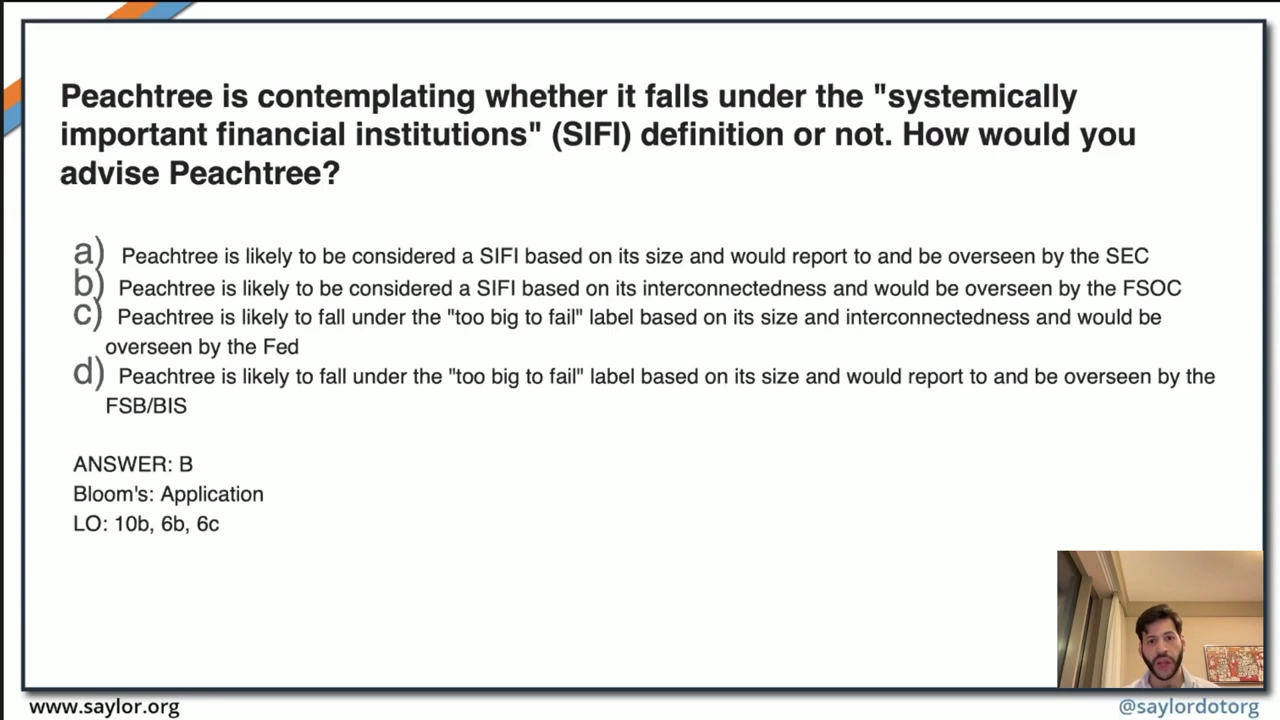 Peachtree is contemplating whether it falls under the "systemically
important financial institutions" (SIFI) definition or not. How would you
advise Peachtree?
a) Peachtree is likely to be considered a SIFI based on its size and would report to and be overseen by the SEC
b) Peachtree is likely to be considered a SIFI based on its interconnectedness and would be overseen by the FSOC
c) Peachtree is likely to fall under the "too big to fail" label based on its size and interconnectedness and would be
overseen by the Fed
d) Peachtree is likely to fall under the "too big to fail" label based on its size and would report to and be overseen by the
FSB/BIS
ANSWER: B
Bloom's: Application
LO: 10b, 6b, 6c
www.saylor.org
@saylordotorg